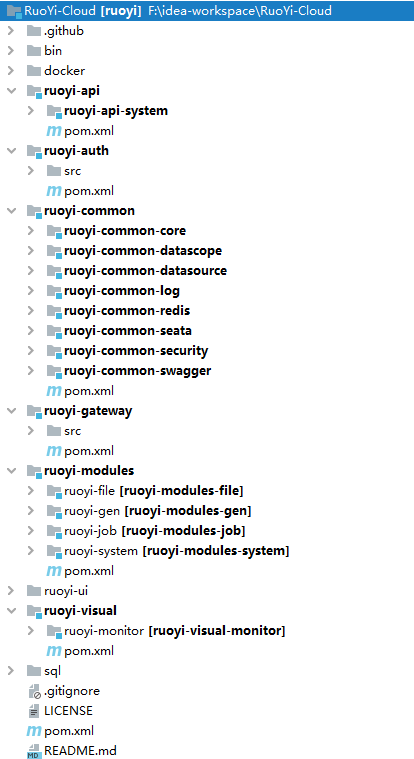 RuoYi-Cloud [ruoyi] F:\idea-workspace\RuoYi-Cloud
.github
bin
docker
ruoyi-api
ruoyi-api-system
pom.xml
ruoyi-auth
src
pom.xml
ruoyi-common
ruoyi-common-core
ruoyi-common-datascope
ruoyi-common-datasource
ruoyi-common-log
ruoyi-common-redis
ruoyi-common-seata
ruoyi-common-security
ruoyi-common-swagger
pom.xml
ruoyi-gateway
src
pom.xml
ruoyi-modules
ruoyi-file [ruoyi-modules-file]
ruoyi-gen [ruoyi-modules-gen]
ruoyi-job [ruoyi-modules-job]
ruoyi-system [ruoyi-modules-system]
pom.xml
ruoyi-ui
ruoyi-visual
ruoyi-monitor [ruoyi-visual-monitor]
pom.xml
sql
.gitignore
LICENSE
pom.xml
README.md